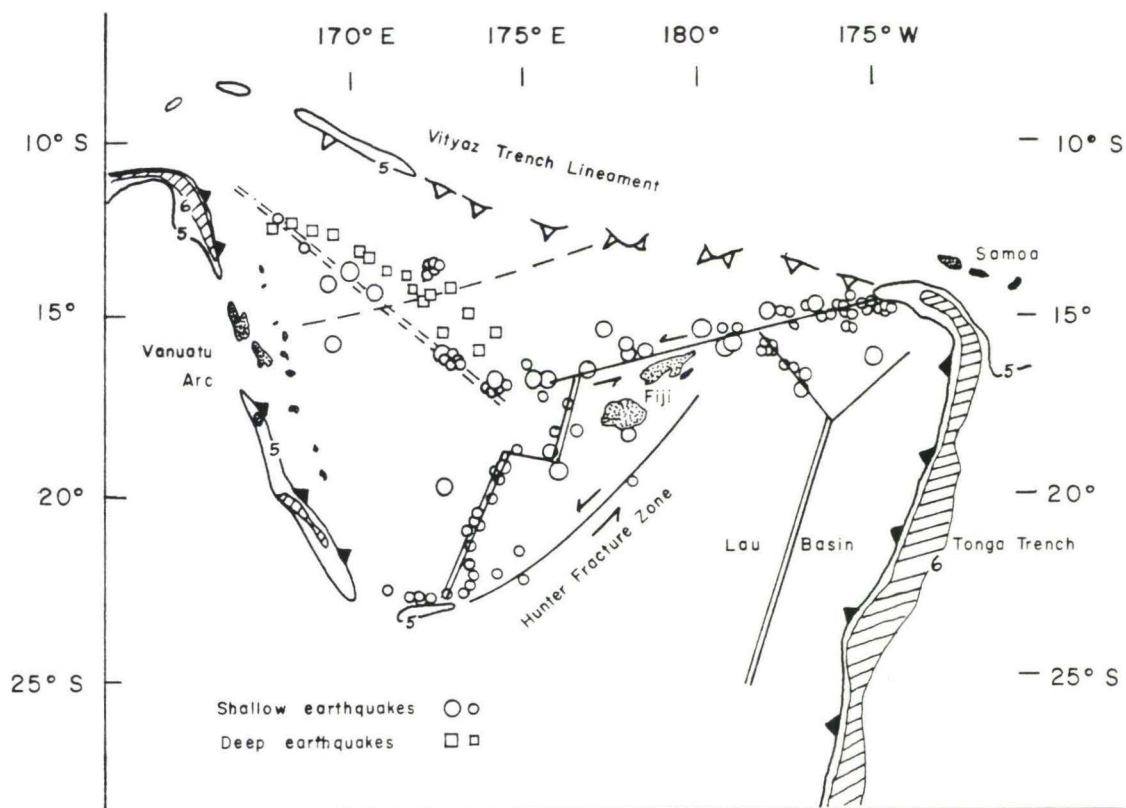 170° E 175° E 180° 175° W
10° S
10° S
Vityaz Trench Lineament
5
6
5
Samoa
15°
15° S
Vanuatu
Arc
Fiji
5
5
20°
20°
Hunter Fracture Zone
Lau Basin Tonga Trench
6
5
25° S
25° S
Shallow earthquakes
Deep earthquakes